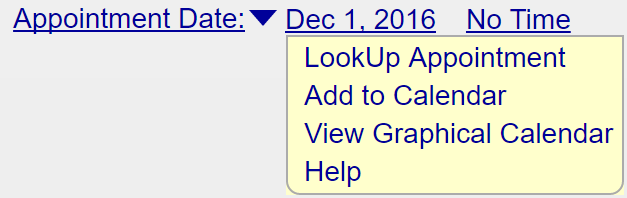 Appointment Date: Dec 1, 2016 No Time
LookUp Appointment
Add to Calendar
View Graphical Calendar
Help